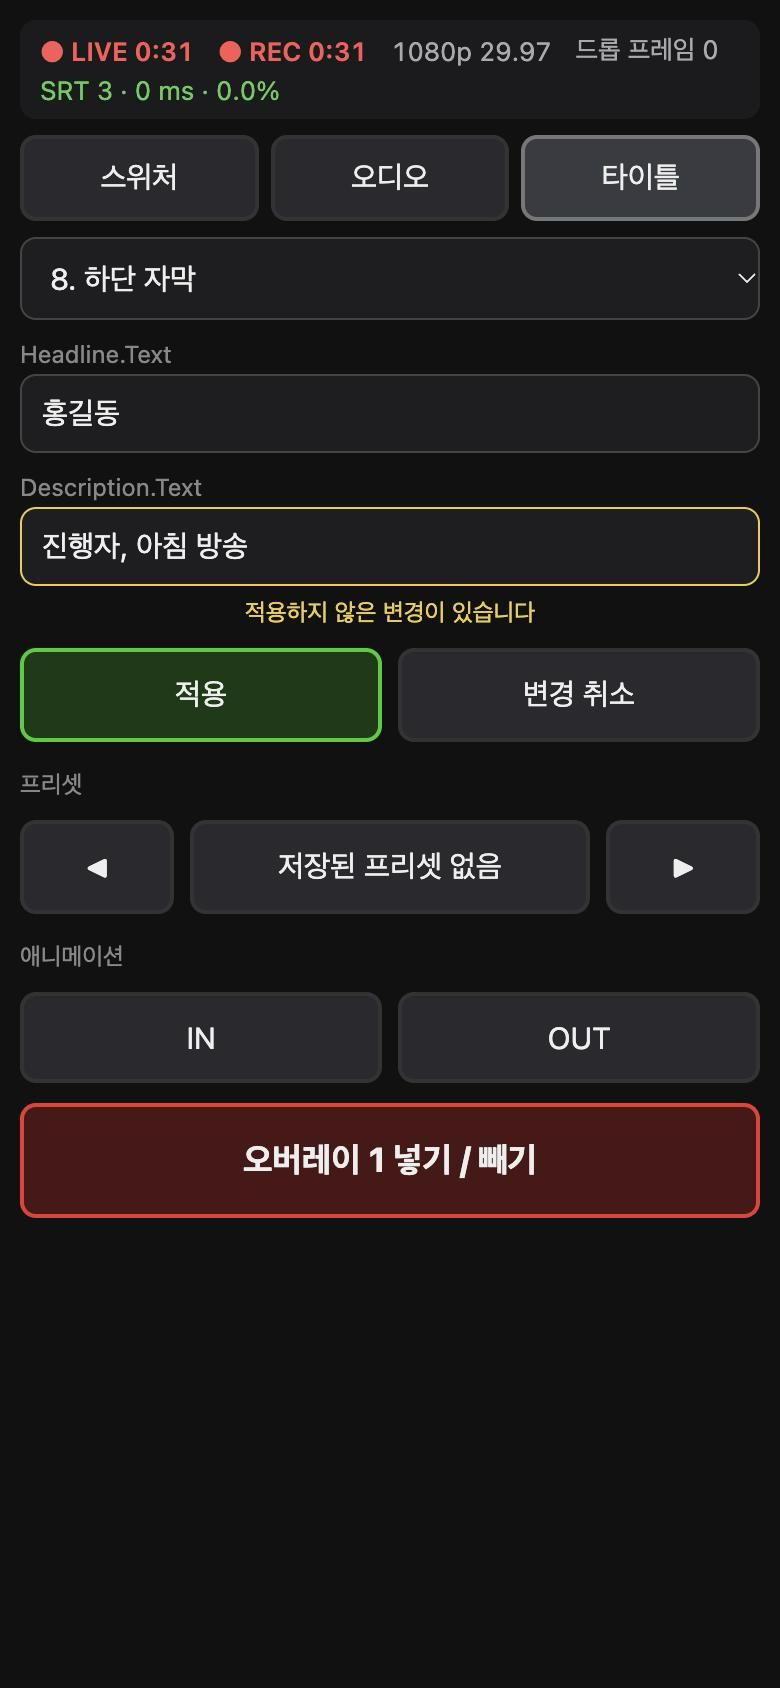 LIVE 0:31 REC 0:31 1080p 29.97 드롭 프레임 0
SRT 3 · 0 ms · 0.0%
스위처 오디오 타이틀
8. 하단 자막
Headline.Text
홍길동
Description.Text
진행자, 아침 방송
적용하지 않은 변경이 있습니다
적용 변경 취소
프리셋
◀ 저장된 프리셋 없음 ▶
애니메이션
IN OUT
오버레이 1 넣기 / 빼기